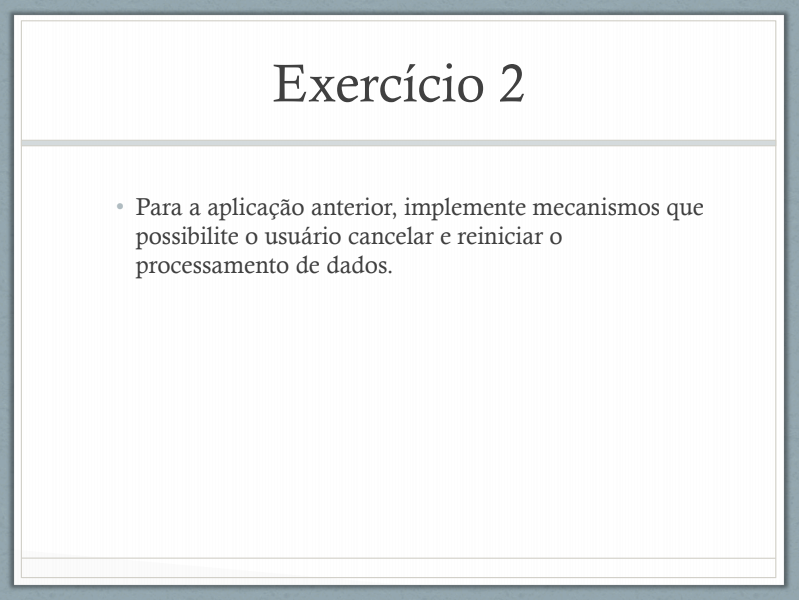 Exercício 2
• Para a aplicação anterior, implemente mecanismos que
possibilite o usuário cancelar e reiniciar o
processamento de dados.